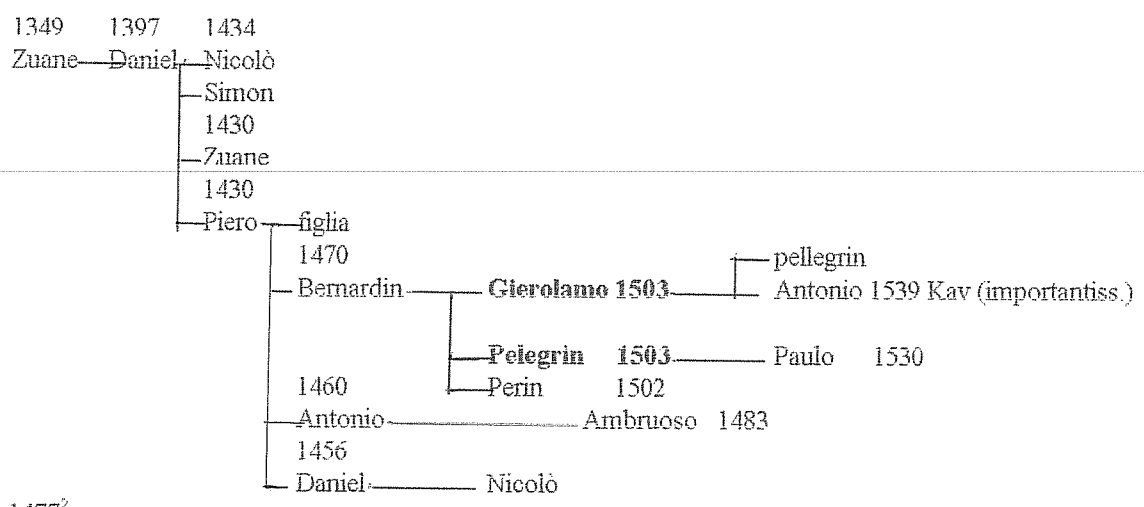 1349 1397 1434
Zuane Daniel Nicolò
Simon
1430
Zuane
1430
Piero figlia
1470
pellegrin
Bernardin Gierolamo 1503 Antonio 1539 Kav (importantiss.)
Pelegrin 1503 Paulo 1530
1460 Perin 1502
Antonio Ambruoso 1483
1456
Daniel Nicolò